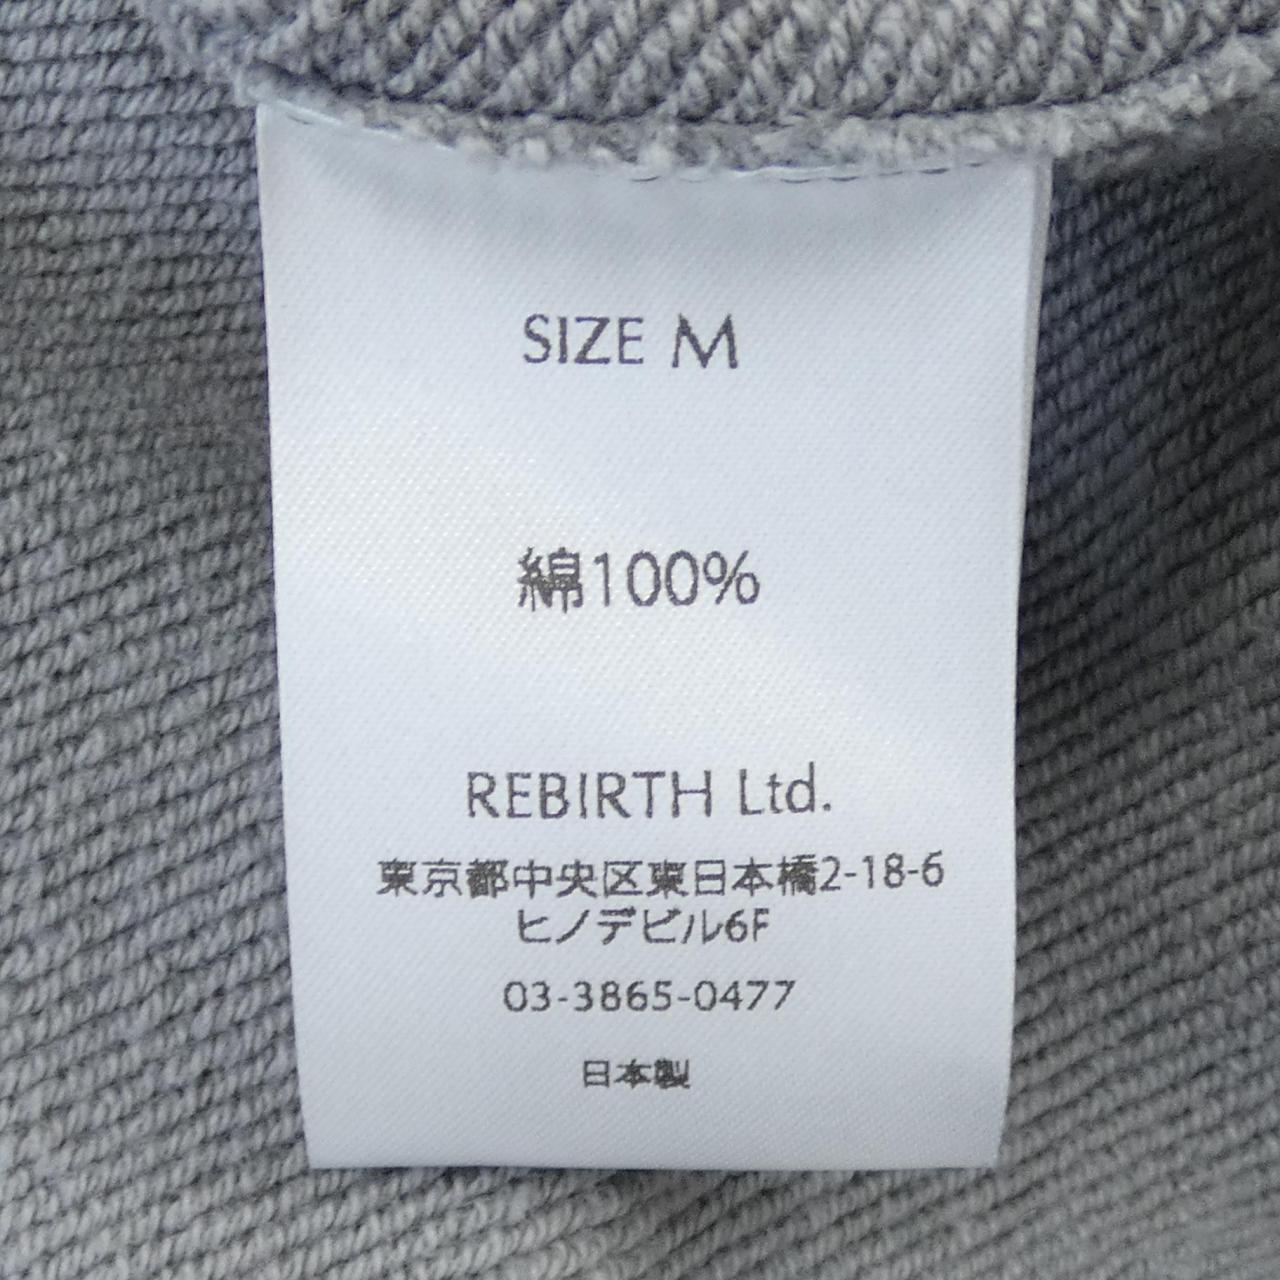 SIZE M
綿100%
REBIRTH Ltd.
東京都中央区東日本橋2-18-6
ヒノデビル6F
03-3865-0477
日本製